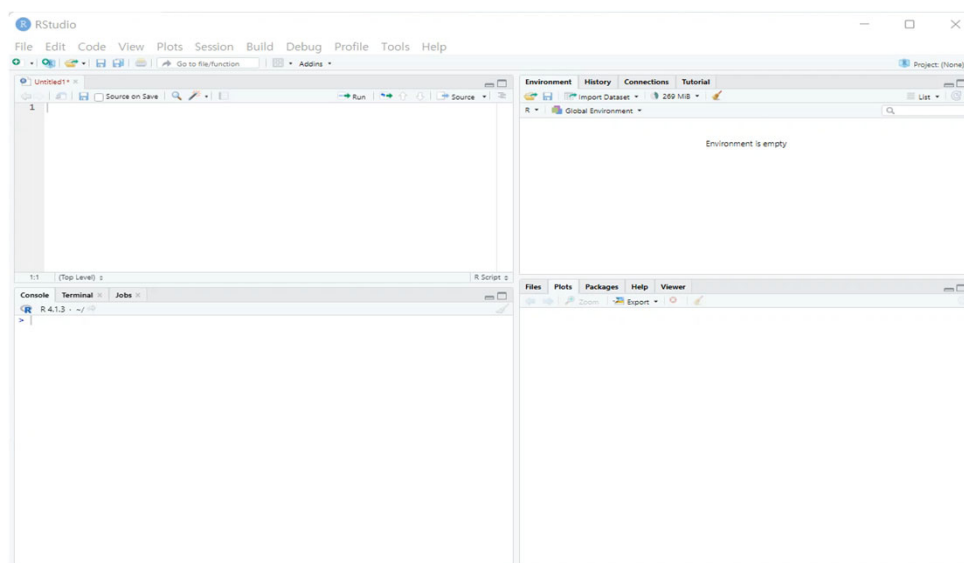 R RStudio
File Edit Code View Plots Session Build Debug Profile Tools Help
Go to file/function Addins Project: (None)
Untitled1*
Source on Save Run Source
1
1:1 (Top Level) R Script
Console Terminal Jobs
R R 4.1.3 · ~/
>
Environment History Connections Tutorial
Import Dataset 269 MiB List
R Global Environment
Environment is empty
Files Plots Packages Help Viewer
Zoom Export